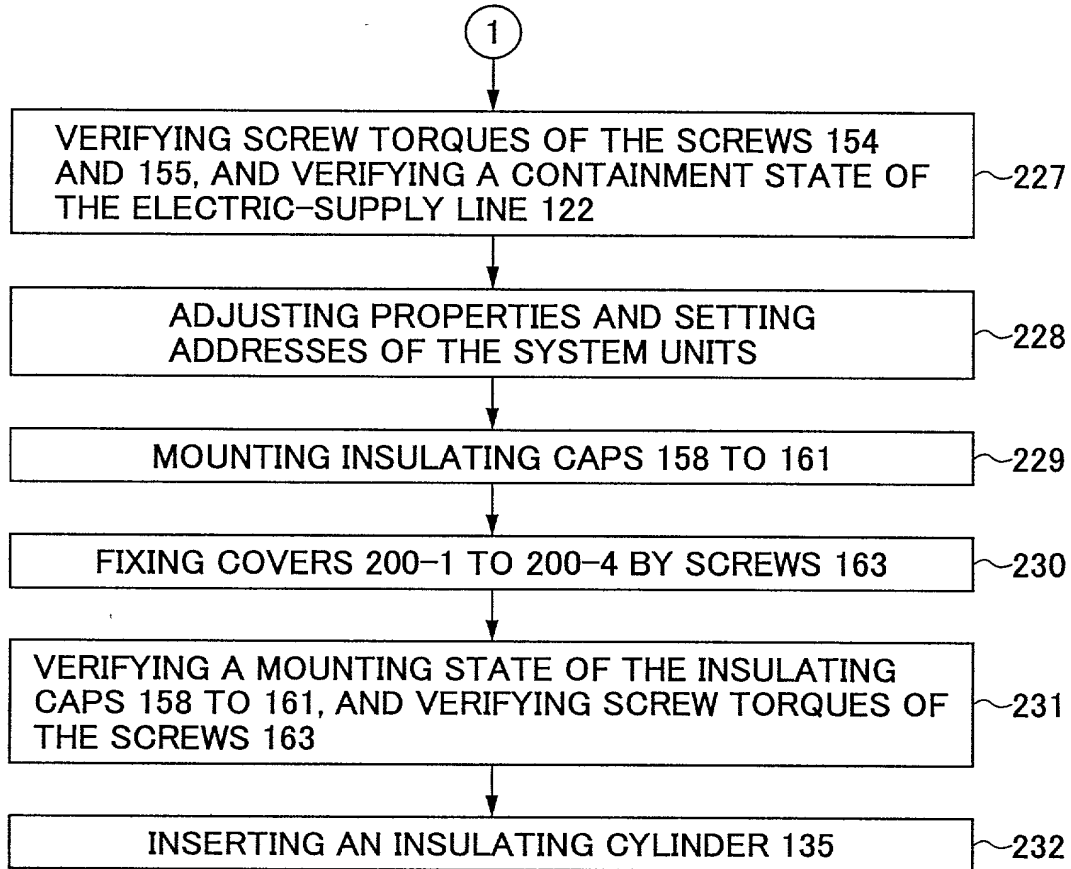 1
VERIFYING SCREW TORQUES OF THE SCREWS 154
AND 155, AND VERIFYING A CONTAINMENT STATE OF
THE ELECTRIC-SUPPLY LINE 122
227
ADJUSTING PROPERTIES AND SETTING
ADDRESSES OF THE SYSTEM UNITS
228
MOUNTING INSULATING CAPS 158 TO 161
229
FIXING COVERS 200-1 TO 200-4 BY SCREWS 163
230
VERIFYING A MOUNTING STATE OF THE INSULATING
CAPS 158 TO 161, AND VERIFYING SCREW TORQUES OF
THE SCREWS 163
231
INSERTING AN INSULATING CYLINDER 135
232